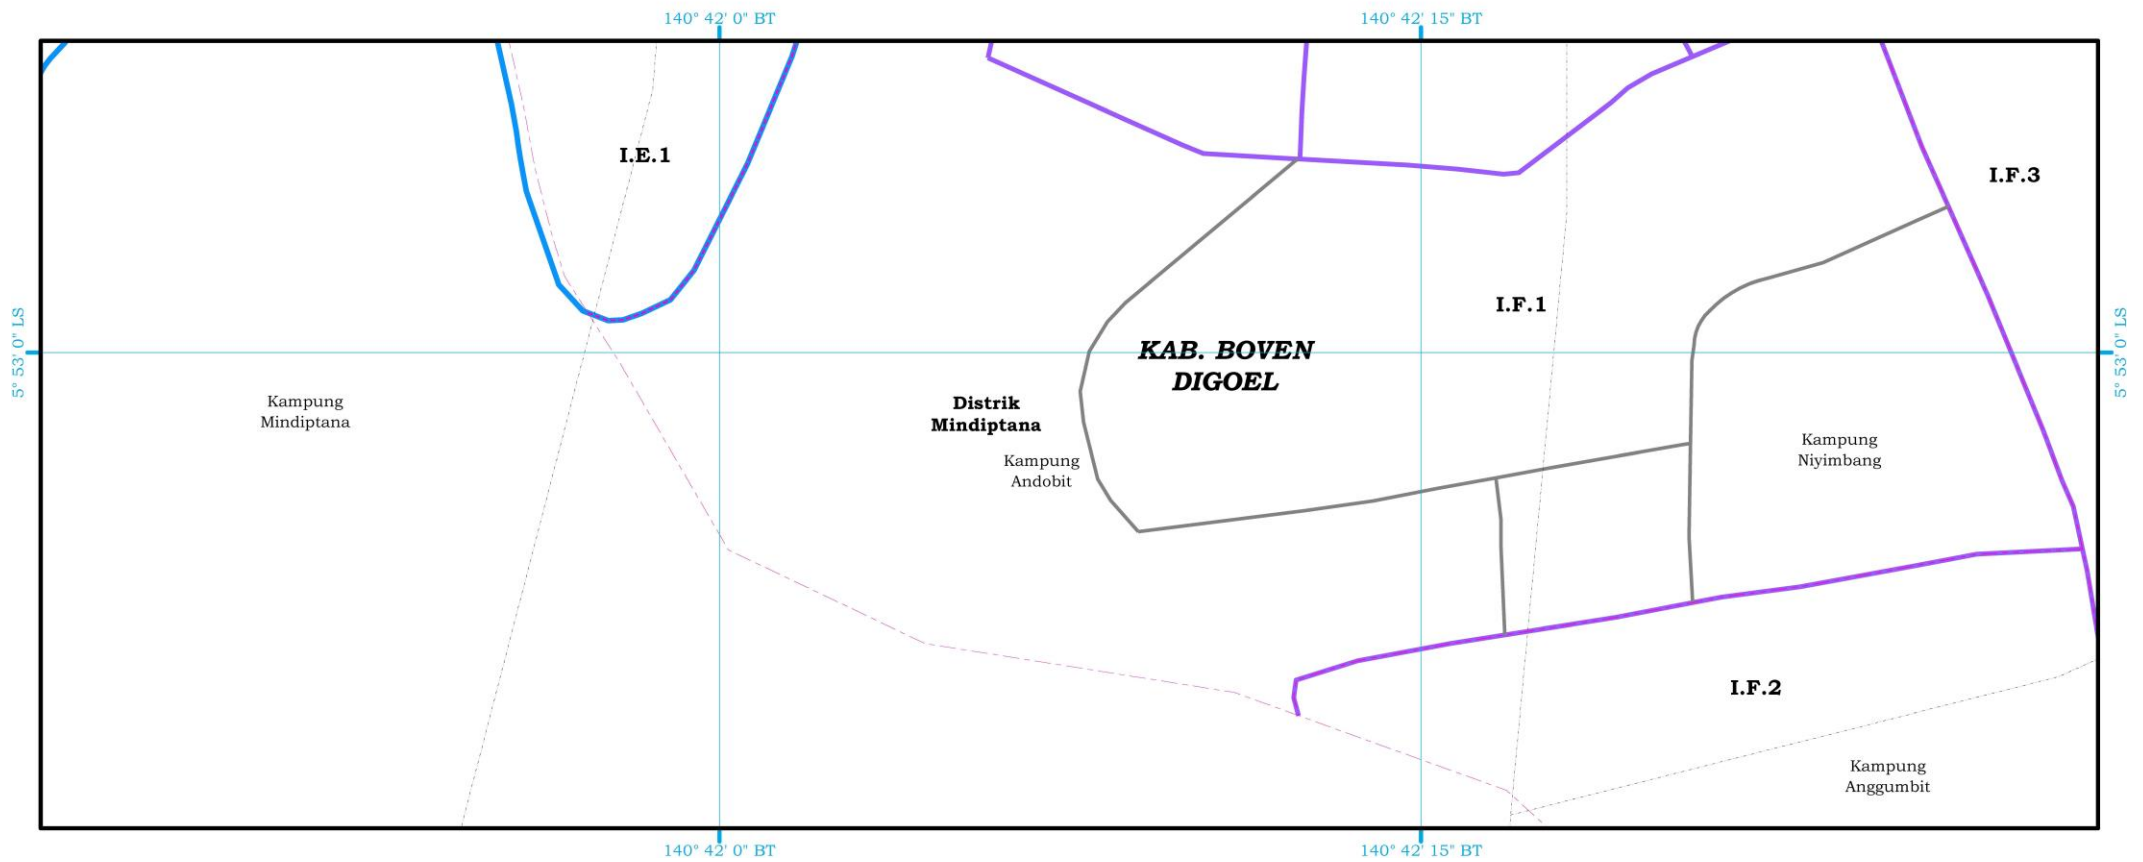 140° 42' 0" BT
140° 42' 15" BT
I.E.1
I.F.3
I.F.1
5° 53' 0" LS
5° 53' 0" LS
KAB. BOVEN
DIGOEL
Kampung
Mindiptana
Distrik
Mindiptana
Kampung
Andobit
Kampung
Niyimbang
I.F.2
Kampung
Anggumbit
140° 42' 0" BT
140° 42' 15" BT